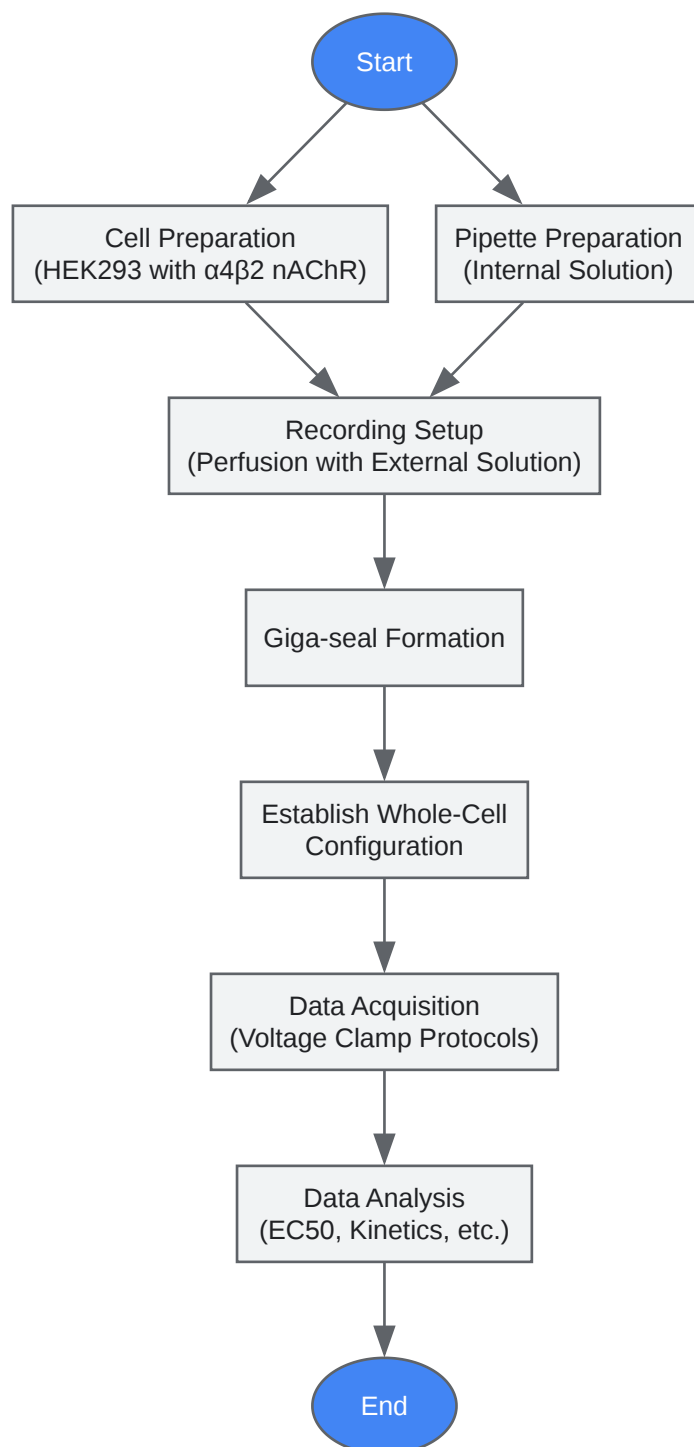 Start
Cell Preparation
(HEK293 with α4β2 nAChR)
Pipette Preparation
(Internal Solution)
Recording Setup
(Perfusion with External Solution)
Giga-seal Formation
Establish Whole-Cell
Configuration
Data Acquisition
(Voltage Clamp Protocols)
Data Analysis
(EC50, Kinetics, etc.)
End